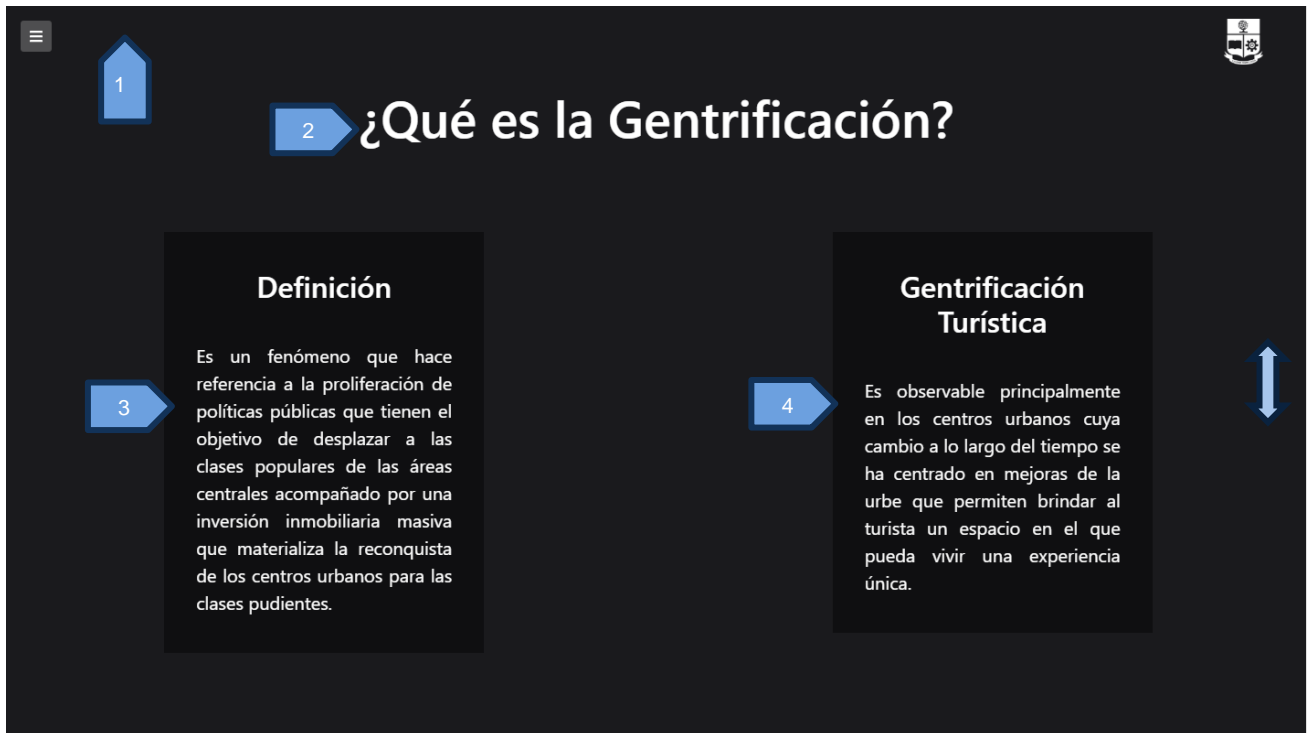 1
2
¿Qué es la Gentrificación?
Definición
Es un fenómeno que hace
referencia a la proliferación de
políticas públicas que tienen el
objetivo de desplazar a las
clases populares de las áreas
centrales acompañado por una
inversión inmobiliaria masiva
que materializa la reconquista
de los centros urbanos para las
clases pudientes.
3
Gentrificación
Turística
Es observable principalmente
en los centros urbanos cuya
cambio a lo largo del tiempo se
ha centrado en mejoras de la
urbe que permiten brindar al
turista un espacio en el que
pueda vivir una experiencia
única.
4